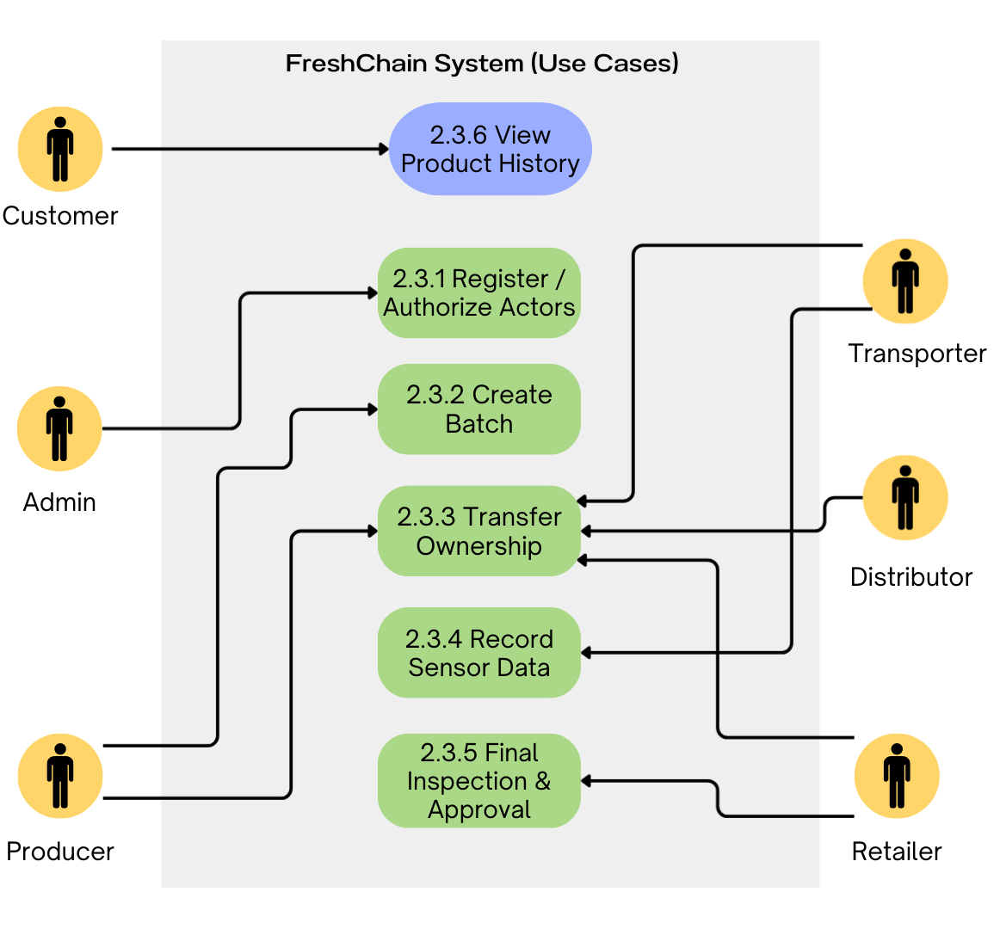 FreshChain System (Use Cases)
2.3.6 View
Product History
Customer
2.3.1 Register /
Authorize Actors
Transporter
2.3.2 Create
Batch
Admin
2.3.3 Transfer
Ownership
Distributor
2.3.4 Record
Sensor Data
2.3.5 Final
Inspection &
Approval
Producer
Retailer